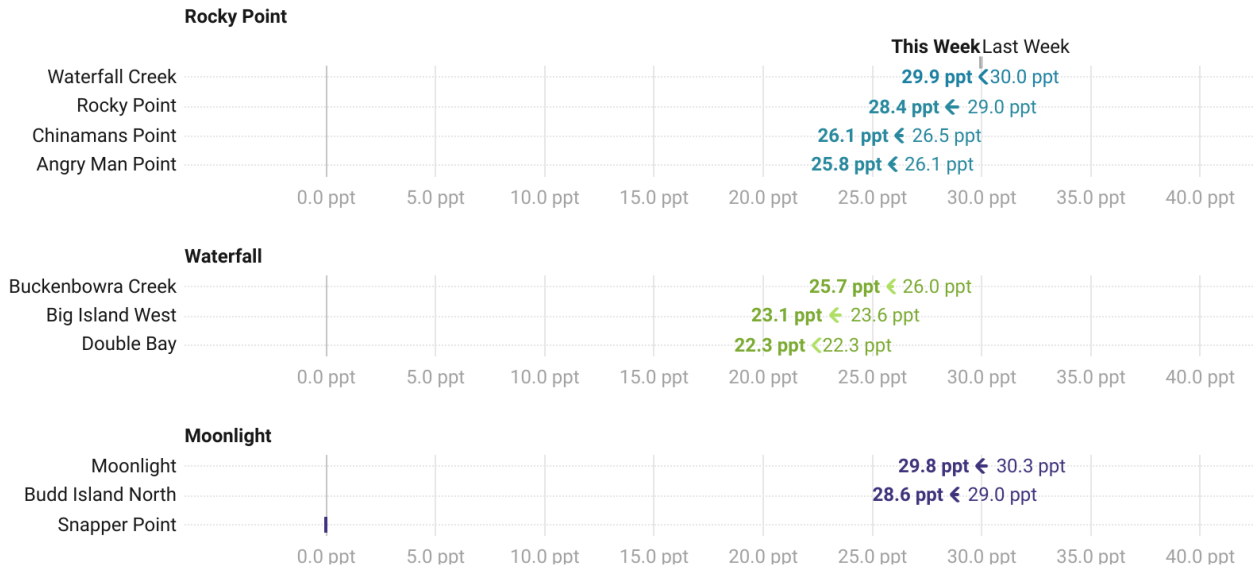 Rocky Point
This Week Last Week
Waterfall Creek 29.9 ppt 30.0 ppt
Rocky Point 28.4 ppt 29.0 ppt
Chinamans Point 26.1 ppt 26.5 ppt
Angry Man Point 25.8 ppt 26.1 ppt
0.0 ppt 5.0 ppt 10.0 ppt 15.0 ppt 20.0 ppt 25.0 ppt 30.0 ppt 35.0 ppt 40.0 ppt
Waterfall
Buckenbowra Creek 25.7 ppt 26.0 ppt
Big Island West 23.1 ppt 23.6 ppt
Double Bay 22.3 ppt 22.3 ppt
0.0 ppt 5.0 ppt 10.0 ppt 15.0 ppt 20.0 ppt 25.0 ppt 30.0 ppt 35.0 ppt 40.0 ppt
Moonlight
Moonlight 29.8 ppt 30.3 ppt
Budd Island North 28.6 ppt 29.0 ppt
Snapper Point
0.0 ppt 5.0 ppt 10.0 ppt 15.0 ppt 20.0 ppt 25.0 ppt 30.0 ppt 35.0 ppt 40.0 ppt